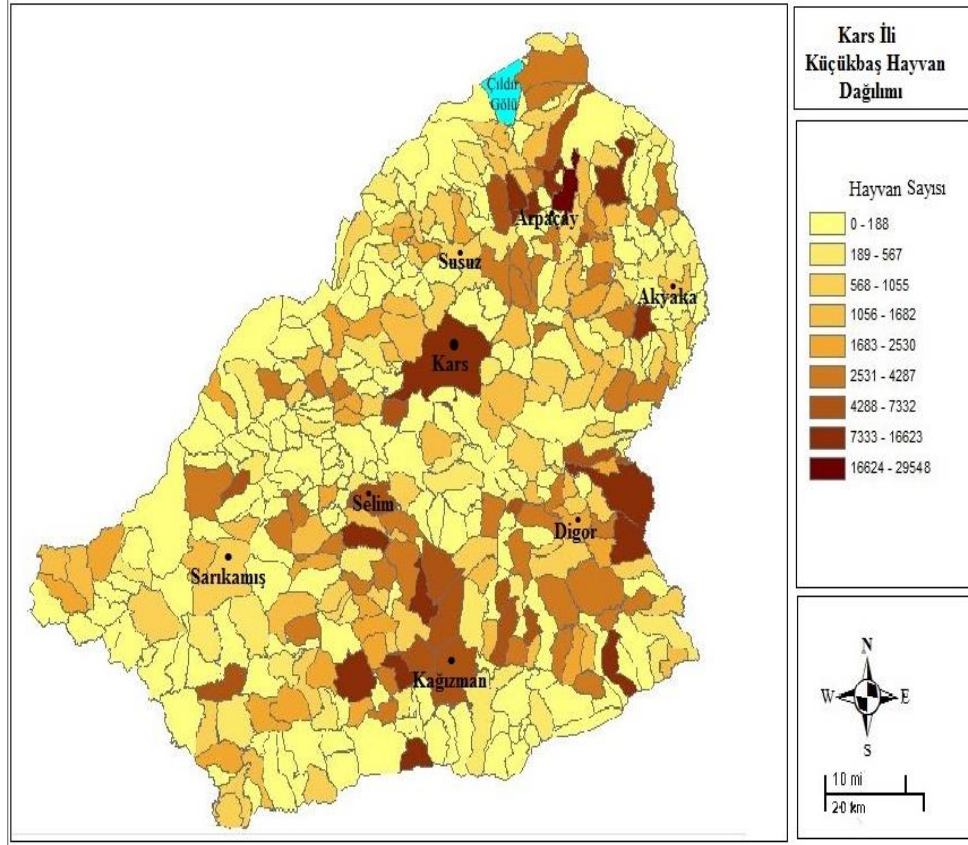 Kars İli
Küçükbaş Hayvan
Dağılımı
Hayvan Sayısı
0 - 188
189 - 567
568 - 1055
1056 - 1682
1683 - 2530
2531 - 4287
4288 - 7332
7333 - 16623
16624 - 29548
Çıldır
Gölü
Arpaçay
Susuz
Akyaka
Kars
Selim
Digor
Sarıkamış
Kağızman
N
W
E
S
10 mi
20 km